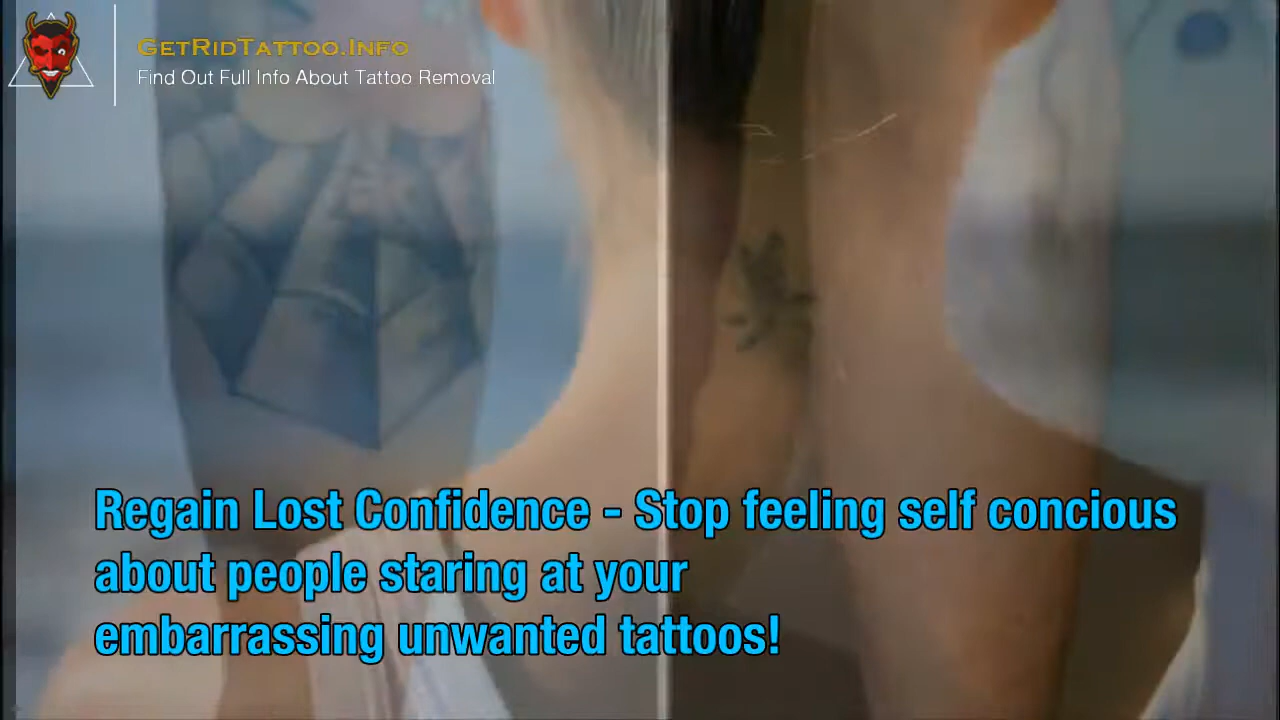 GetRidTattoo.Info
Find Out Full Info About Tattoo Removal
Regain Lost Confidence - Stop feeling self concious
about people staring at your
embarrassing unwanted tattoos!